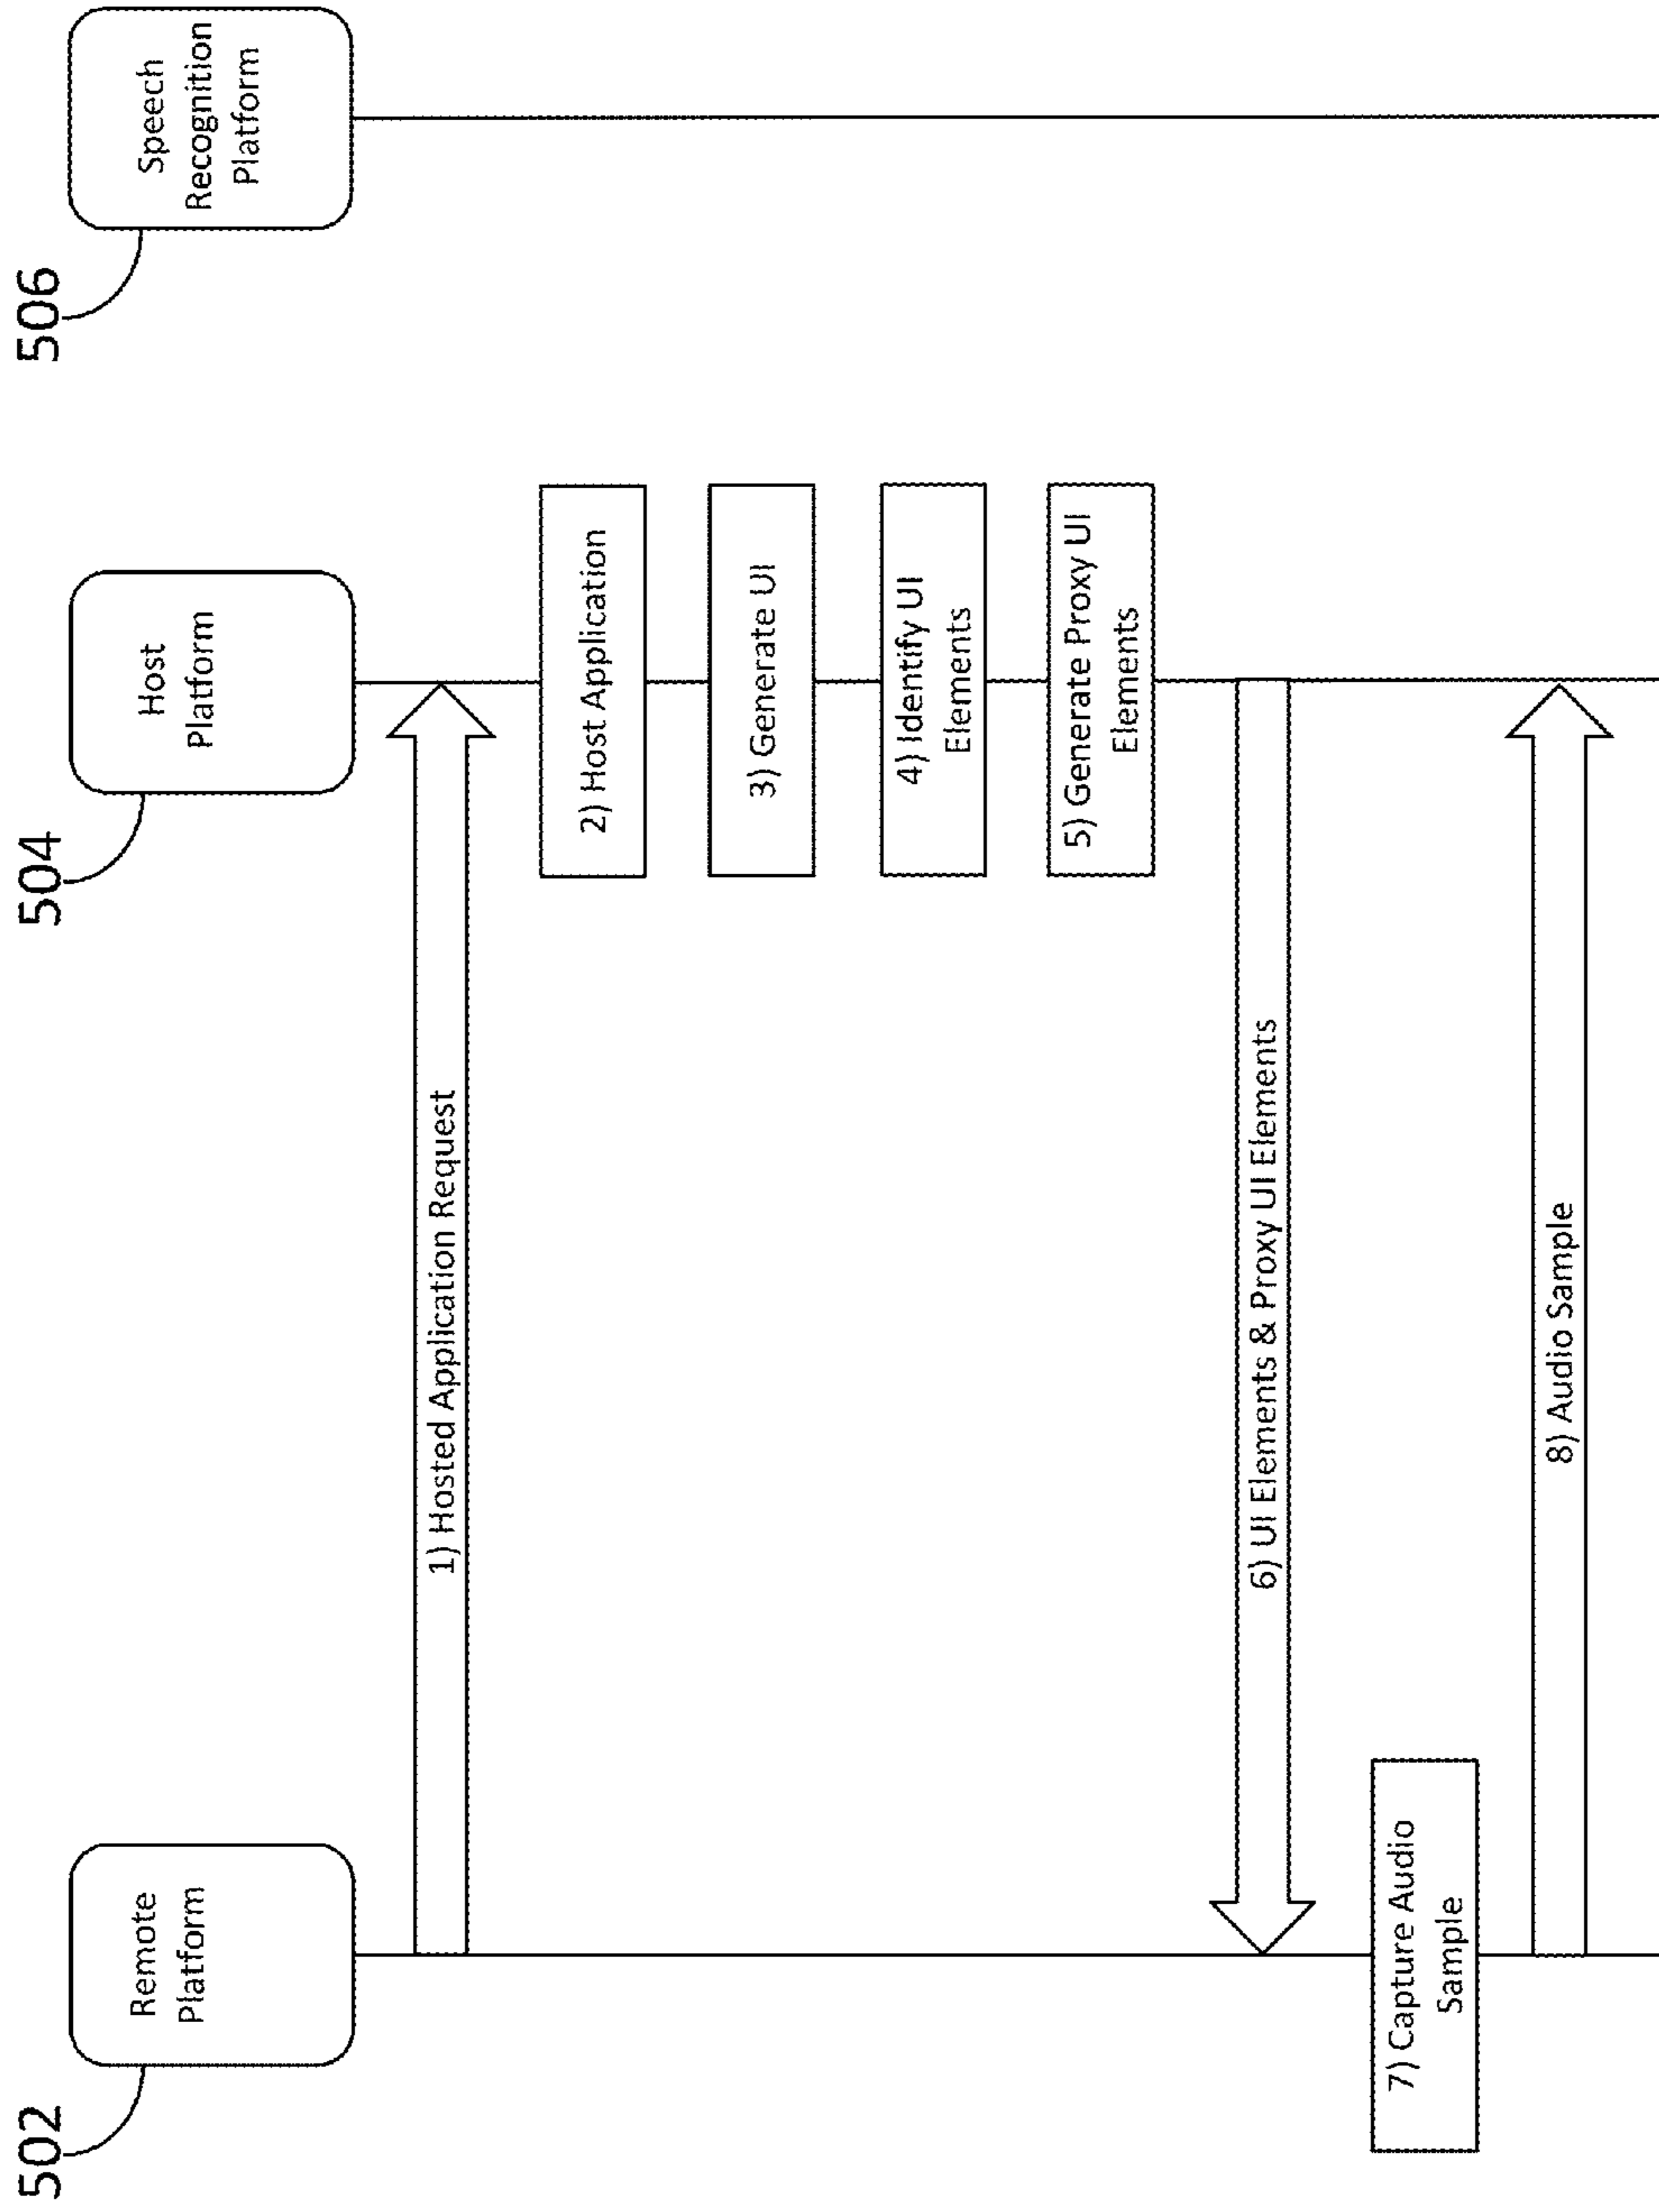 502
Remote
Platform
504
Host
Platform
506
Speech
Recognition
Platform
1) Hosted Application Request
2) Host Application
3) Generate UI
4) Identify UI
Elements
5) Generate Proxy UI
Elements
6) UI Elements & Proxy UI Elements
7) Capture Audio
Sample
8) Audio Sample